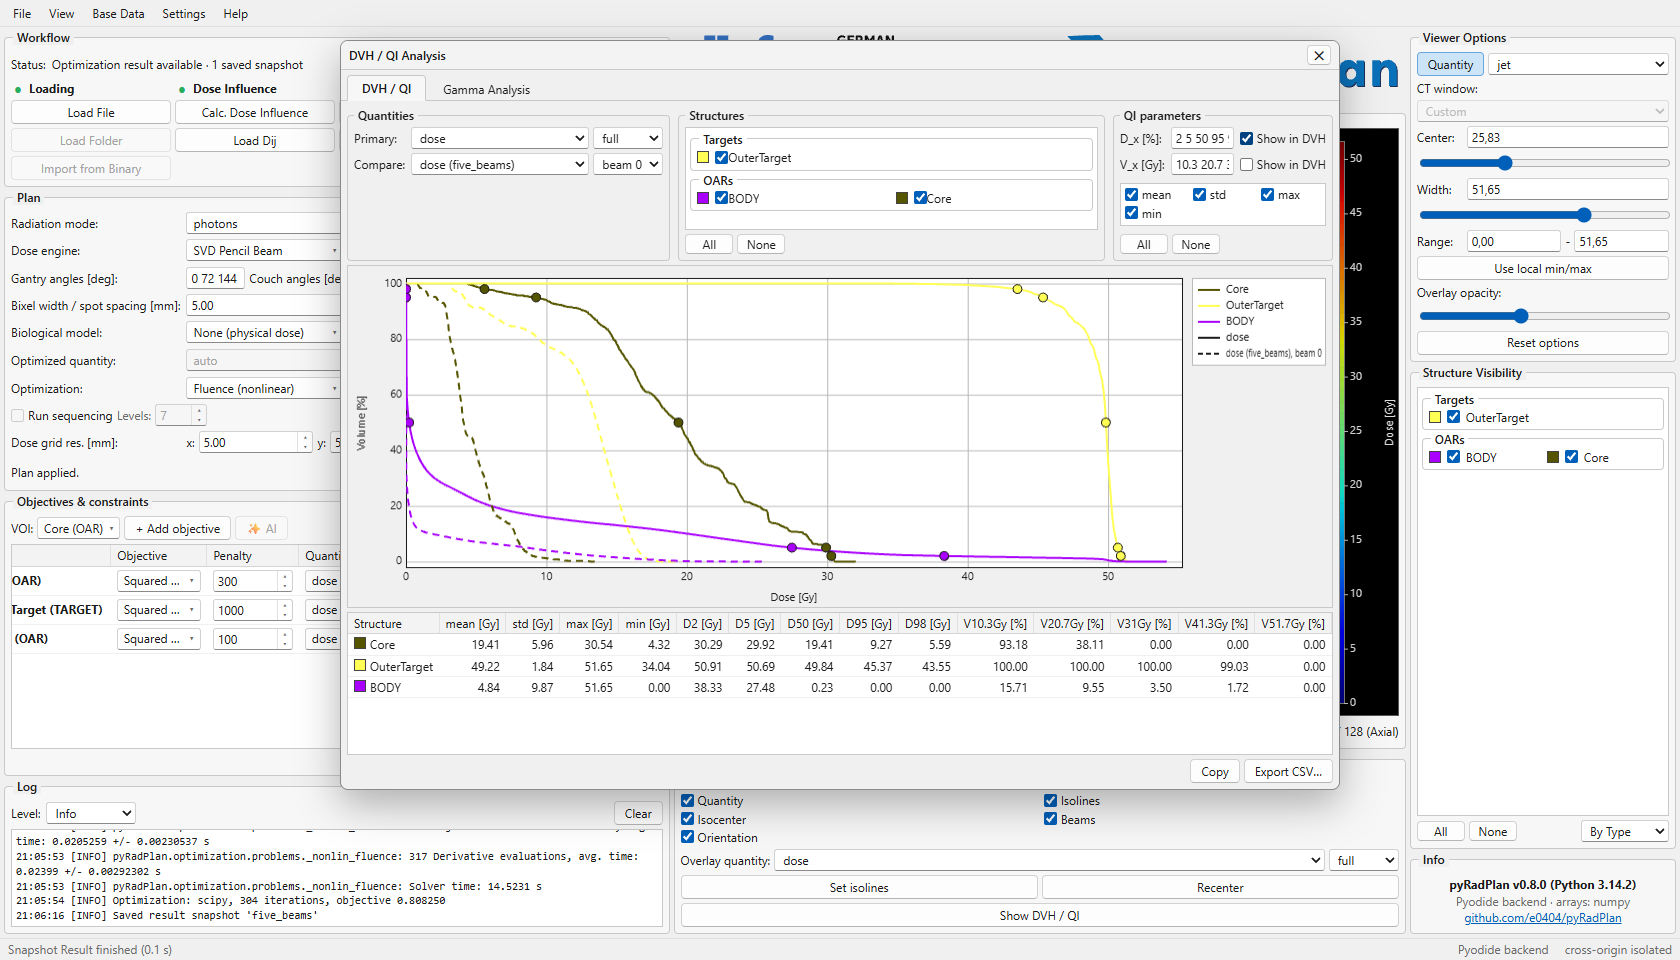 File View Base Data Settings Help
Workflow
Status: Optimization result available · 1 saved snapshot
Loading
Dose Influence
Load File
Calc. Dose Influence
Load Folder
Load Dij
Import from Binary
Plan
Radiation mode: photons
Dose engine: SVD Pencil Beam
Gantry angles [deg]: 0 72 144 Couch angles [de
Bixel width / spot spacing [mm]: 5.00
Biological model: None (physical dose)
Optimized quantity: auto
Optimization: Fluence (nonlinear)
Run sequencing Levels: 7
Dose grid res. [mm]: x: 5.00 y: 5
Plan applied.
Objectives & constraints
VOI: Core (OAR) + Add objective AI
Objective Penalty Quanti
OAR) Squared ... 300 dose
Target (TARGET) Squared ... 1000 dose
(OAR) Squared ... 100 dose
Log
Level: Info Clear
time: 0.0205259 +/- 0.00230537 s
21:05:53 [INFO] pyRadPlan.optimization.problems._nonlin_fluence: 317 Derivative evaluations, avg. time:
0.02399 +/- 0.00292302 s
21:05:53 [INFO] pyRadPlan.optimization.problems._nonlin_fluence: Solver time: 14.5231 s
21:05:54 [INFO] Optimization: scipy, 304 iterations, objective 0.808250
21:06:16 [INFO] Saved result snapshot 'five_beams'
Snapshot Result finished (0.1 s)
GERMAN
an
DVH / QI Analysis
DVH / QI Gamma Analysis
Quantities
Primary: dose full
Compare: dose (five_beams) beam 0
Structures
Targets
OuterTarget
OARs
BODY Core
All None
QI parameters
D_x [%]: 2 5 50 95 Show in DVH
V_x [Gy]: 10.3 20.7 3 Show in DVH
mean std max
min
All None
Volume [%]
100
80
60
40
20
0
0 10 20 30 40 50
Dose [Gy]
Core
OuterTarget
BODY
dose
dose (five_beams), beam 0
Structure mean [Gy] std [Gy] max [Gy] min [Gy] D2 [Gy] D5 [Gy] D50 [Gy] D95 [Gy] D98 [Gy] V10.3Gy [%] V20.7Gy [%] V31Gy [%] V41.3Gy [%] V51.7Gy [%]
Core 19.41 5.96 30.54 4.32 30.29 29.92 19.41 9.27 5.59 93.18 38.11 0.00 0.00 0.00
OuterTarget 49.22 1.84 51.65 34.04 50.91 50.69 49.84 45.37 43.55 100.00 100.00 100.00 99.03 0.00
BODY 4.84 9.87 51.65 0.00 38.33 27.48 0.23 0.00 0.00 15.71 9.55 3.50 1.72 0.00
Copy Export CSV...
50
45
40
35
30
25
20
15
10
5
0
Dose [Gy]
128 (Axial)
Quantity Isolines
Isocenter Beams
Orientation
Overlay quantity: dose full
Set isolines Recenter
Show DVH / QI
Viewer Options
Quantity jet
CT window:
Custom
Center: 25,83
Width: 51,65
Range: 0,00 - 51,65
Use local min/max
Overlay opacity:
Reset options
Structure Visibility
Targets
OuterTarget
OARs
BODY Core
All None By Type
Info
pyRadPlan v0.8.0 (Python 3.14.2)
Pyodide backend · arrays: numpy
github.com/e0404/pyRadPlan
Pyodide backend cross-origin isolated